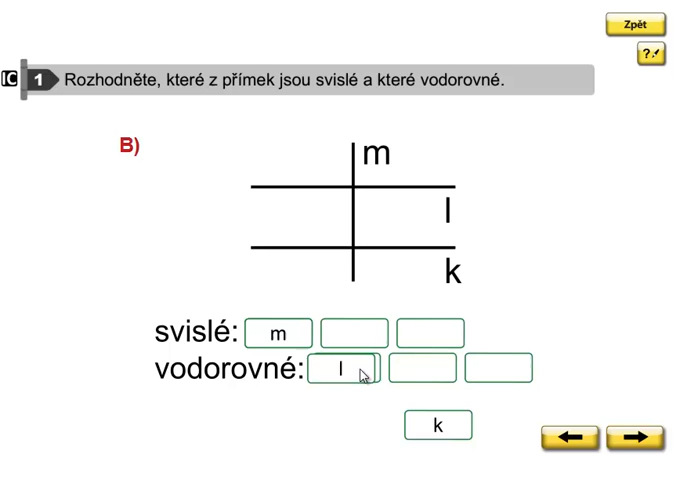 Zpět
?
IC 1 Rozhodněte, které z přímek jsou svislé a které vodorovné.
B)
m
l
k
svislé: m
vodorovné: l
k